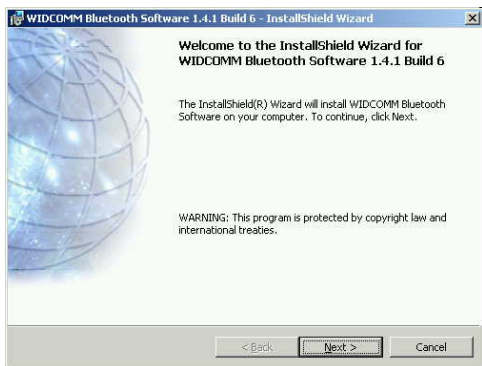 WIDCOMM Bluetooth Software 1.4.1 Build 6 - InstallShield Wizard
Welcome to the InstallShield Wizard for
WIDCOMM Bluetooth Software 1.4.1 Build 6
The InstallShield(R) Wizard will install WIDCOMM Bluetooth
Software on your computer. To continue, click Next.
WARNING: This program is protected by copyright law and
international treaties.
< Back
Next >
Cancel